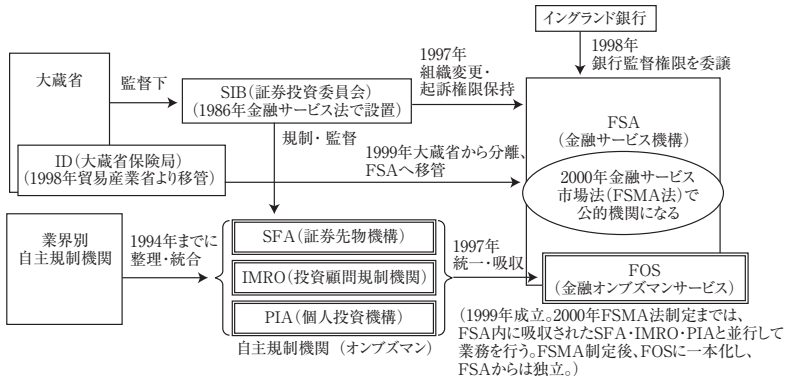 イングランド銀行
1998年
銀行監督権限を委譲
大蔵省
監督下
SIB(証券投資委員会)
(1986年金融サービス法で設置)
1997年
組織変更・
起訴権限保持
規制・監督
FSA
(金融サービス機構)
ID(大蔵省保険局)
(1998年貿易産業省より移管)
1999年大蔵省から分離、
FSAへ移管
2000年金融サービス
市場法(FSMA法)で
公的機関になる
業界別
自主規制機関
1994年までに
整理・統合
SFA(証券先物機構)
IMRO(投資顧問規制機関)
PIA(個人投資機構)
自主規制機関 (オンブズマン)
1997年
統一・吸収
FOS
(金融オンブズマンサービス)
(1999年成立。2000年FSMA法制定までは、
FSA内に吸収されたSFA・IMRO・PIAと並行して
業務を行う。FSMA制定後、FOSに一本化し、
FSAからは独立。)